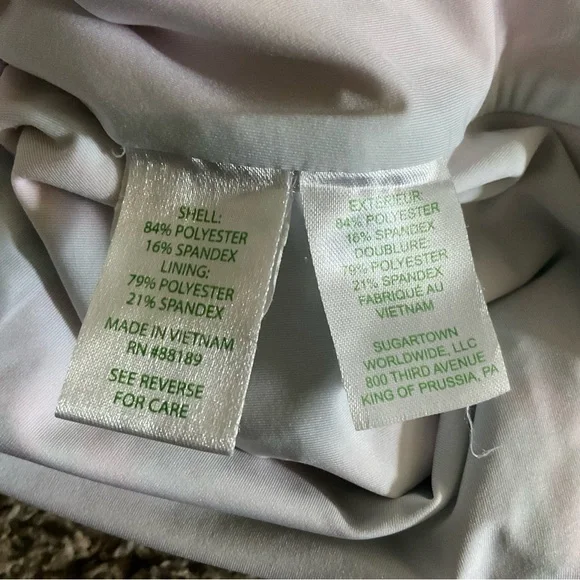 SHELL:
84% POLYESTER
16% SPANDEX
LINING:
79% POLYESTER
21% SPANDEX
MADE IN VIETNAM
RN #88189
SEE REVERSE
FOR CARE
EXTÉRIEUR:
84% POLYESTER
16% SPANDEX
DOUBLURE:
79% POLYESTER
21% SPANDEX
FABRIQUÉ AU
VIETNAM
SUGARTOWN
WORLDWIDE, LLC
800 THIRD AVENUE
KING OF PRUSSIA, PA